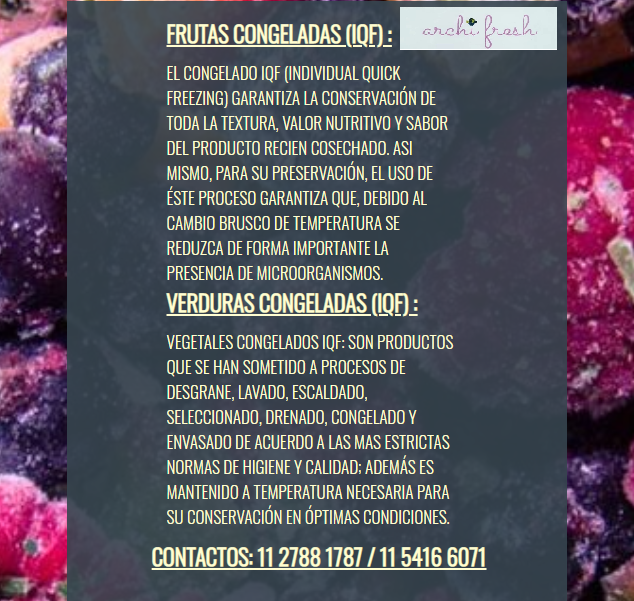 FRUTAS CONGELADAS (IQF) :
archi fresh
EL CONGELADO IQF (INDIVIDUAL QUICK
FREEZING) GARANTIZA LA CONSERVACIÓN DE
TODA LA TEXTURA, VALOR NUTRITIVO Y SABOR
DEL PRODUCTO RECIEN COSECHADO. ASI
MISMO, PARA SU PRESERVACIÓN, EL USO DE
ÉSTE PROCESO GARANTIZA QUE, DEBIDO AL
CAMBIO BRUSCO DE TEMPERATURA SE
REDUZCA DE FORMA IMPORTANTE LA
PRESENCIA DE MICROORGANISMOS.
VERDURAS CONGELADAS (IQF) :
VEGETALES CONGELADOS IQF: SON PRODUCTOS
QUE SE HAN SOMETIDO A PROCESOS DE
DESGRANE, LAVADO, ESCALDADO,
SELECCIONADO, DRENADO, CONGELADO Y
ENVASADO DE ACUERDO A LAS MAS ESTRICTAS
NORMAS DE HIGIENE Y CALIDAD; ADEMÁS ES
MANTENIDO A TEMPERATURA NECESARIA PARA
SU CONSERVACIÓN EN ÓPTIMAS CONDICIONES.
CONTACTOS: 11 2788 1787 / 11 5416 6071